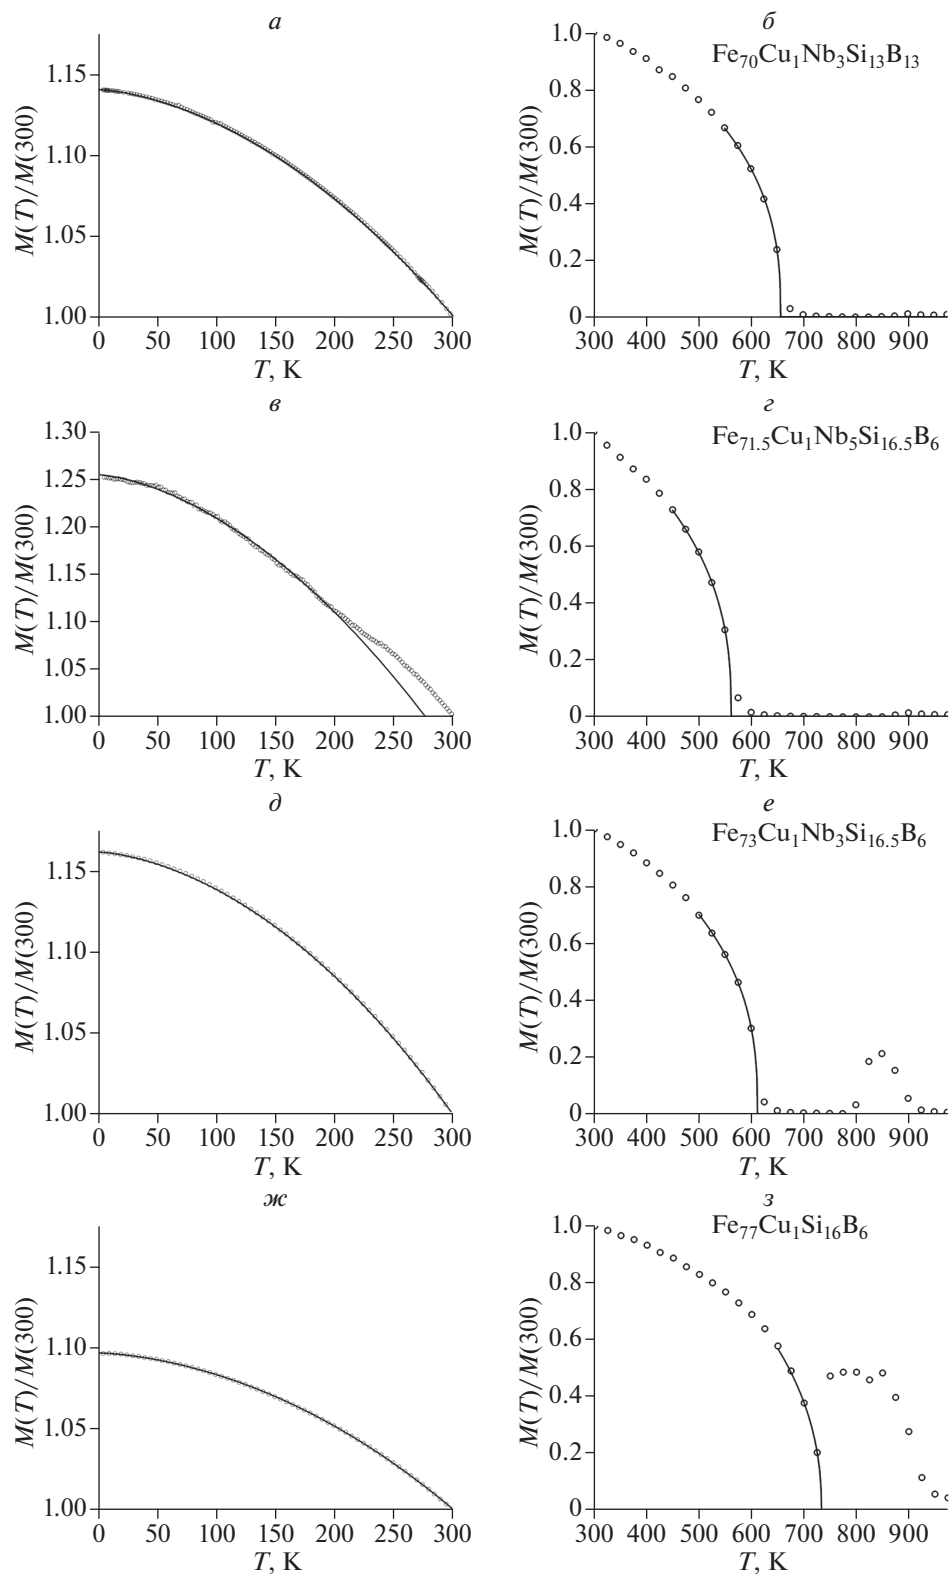 а
M(T)/M(300)
1.15
1.10
1.05
1.00
0 50 100 150 200 250 300
T, K
б
Fe70Cu1Nb3Si13B13
M(T)/M(300)
1.0
0.8
0.6
0.4
0.2
0
300 400 500 600 700 800 900
T, K
в
M(T)/M(300)
1.30
1.25
1.20
1.15
1.10
1.05
1.00
0 50 100 150 200 250 300
T, K
г
Fe71.5Cu1Nb5Si16.5B6
M(T)/M(300)
1.0
0.8
0.6
0.4
0.2
0
300 400 500 600 700 800 900
T, K
д
M(T)/M(300)
1.15
1.10
1.05
1.00
0 50 100 150 200 250 300
T, K
е
Fe73Cu1Nb3Si16.5B6
M(T)/M(300)
1.0
0.8
0.6
0.4
0.2
0
300 400 500 600 700 800 900
T, K
ж
M(T)/M(300)
1.15
1.10
1.05
1.00
0 50 100 150 200 250 300
T, K
з
Fe77Cu1Si16B6
M(T)/M(300)
1.0
0.8
0.6
0.4
0.2
0
300 400 500 600 700 800 900
T, K